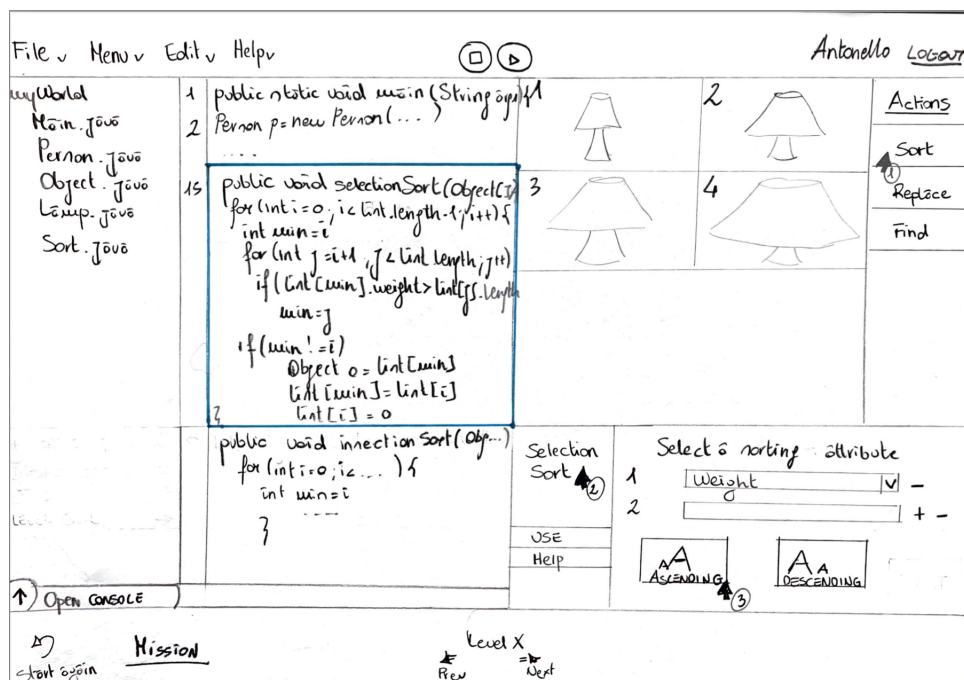 File Menu Edit Help
Antonello LOGOUT
myWorld
Main.java
Person.java
Object.java
Lamp.java
Sort.java
1 public static void main(String args){
2 Person p=new Person(...)
....
15 public void selectionSort(Object[]
for(int i=0; i<list.length-1; i++){
int min=i
for(int j=i+1, j<list length; j++)
if(list[min].weight>list[j].length
min=j
if(min!=i)
Object o=list[min]
list[min]=list[i]
list[i]=o
}
public void insectionSort(Obj...)
for(int i=0; i<....){
int min=i
----
}
1
2
3
4
Actions
Sort
1
Replace
Find
Selection
Sort
2
USE
Help
Select a sorting attribute
1 Weight v -
2 + -
AA
ASCENDING
3
AA
DESCENDING
↑ Open CONSOLE
start again
Mission
Level X
Prev Next